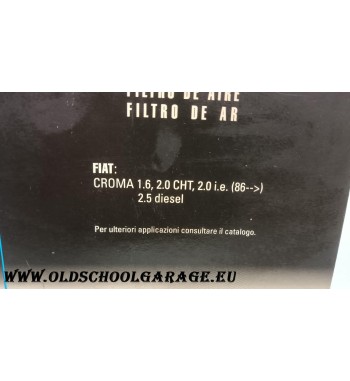 FILTRO DE AIRE
FILTRO DE AR
FIAT:
CROMA 1.6, 2.0 CHT, 2.0 i.e. (86-->)
2.5 diesel
Per ulteriori applicazioni consultare il catalogo.
WWW.OLDSCHOOLGARAGE.EU